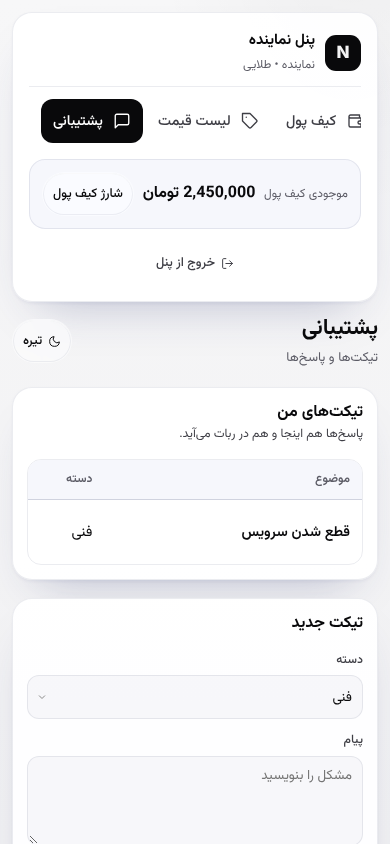 N
پنل نماینده
نماینده • طلایی
کیف پول
لیست قیمت
پشتیبانی
موجودی کیف پول
2,450,000 تومان
شارژ کیف پول
خروج از پنل
پشتیبانی
تیکت‌ها و پاسخ‌ها
تیره
تیکت‌های من
پاسخ‌ها هم اینجا و هم در ربات می‌آید.
موضوع
دسته
قطع شدن سرویس
فنی
تیکت جدید
دسته
فنی
پیام
مشکل را بنویسید